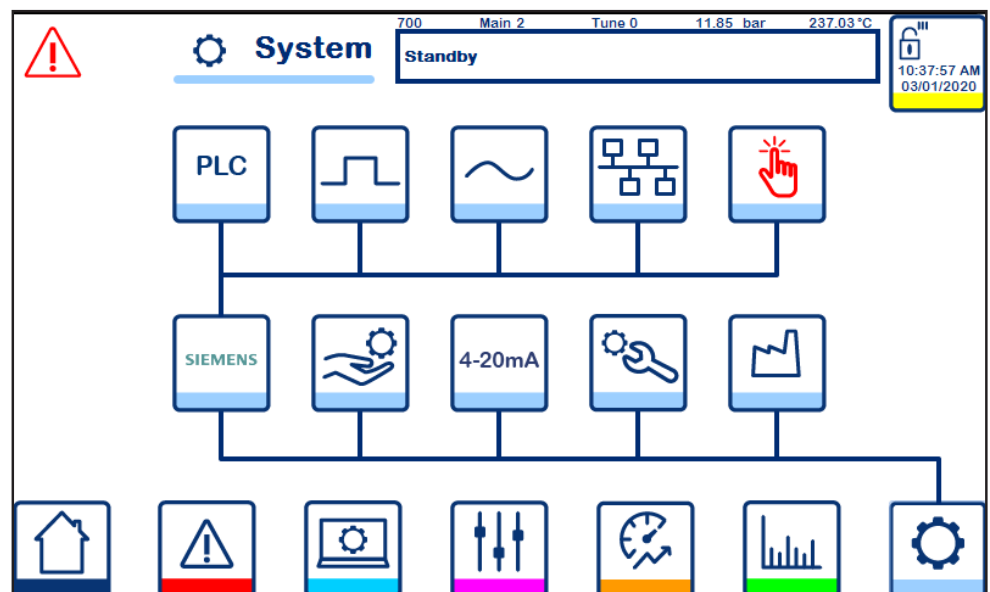 700 Main 2 Tune 0 11.85 bar 237.03°C
System
Standby
10:37:57 AM
03/01/2020
PLC
SIEMENS
4-20mA